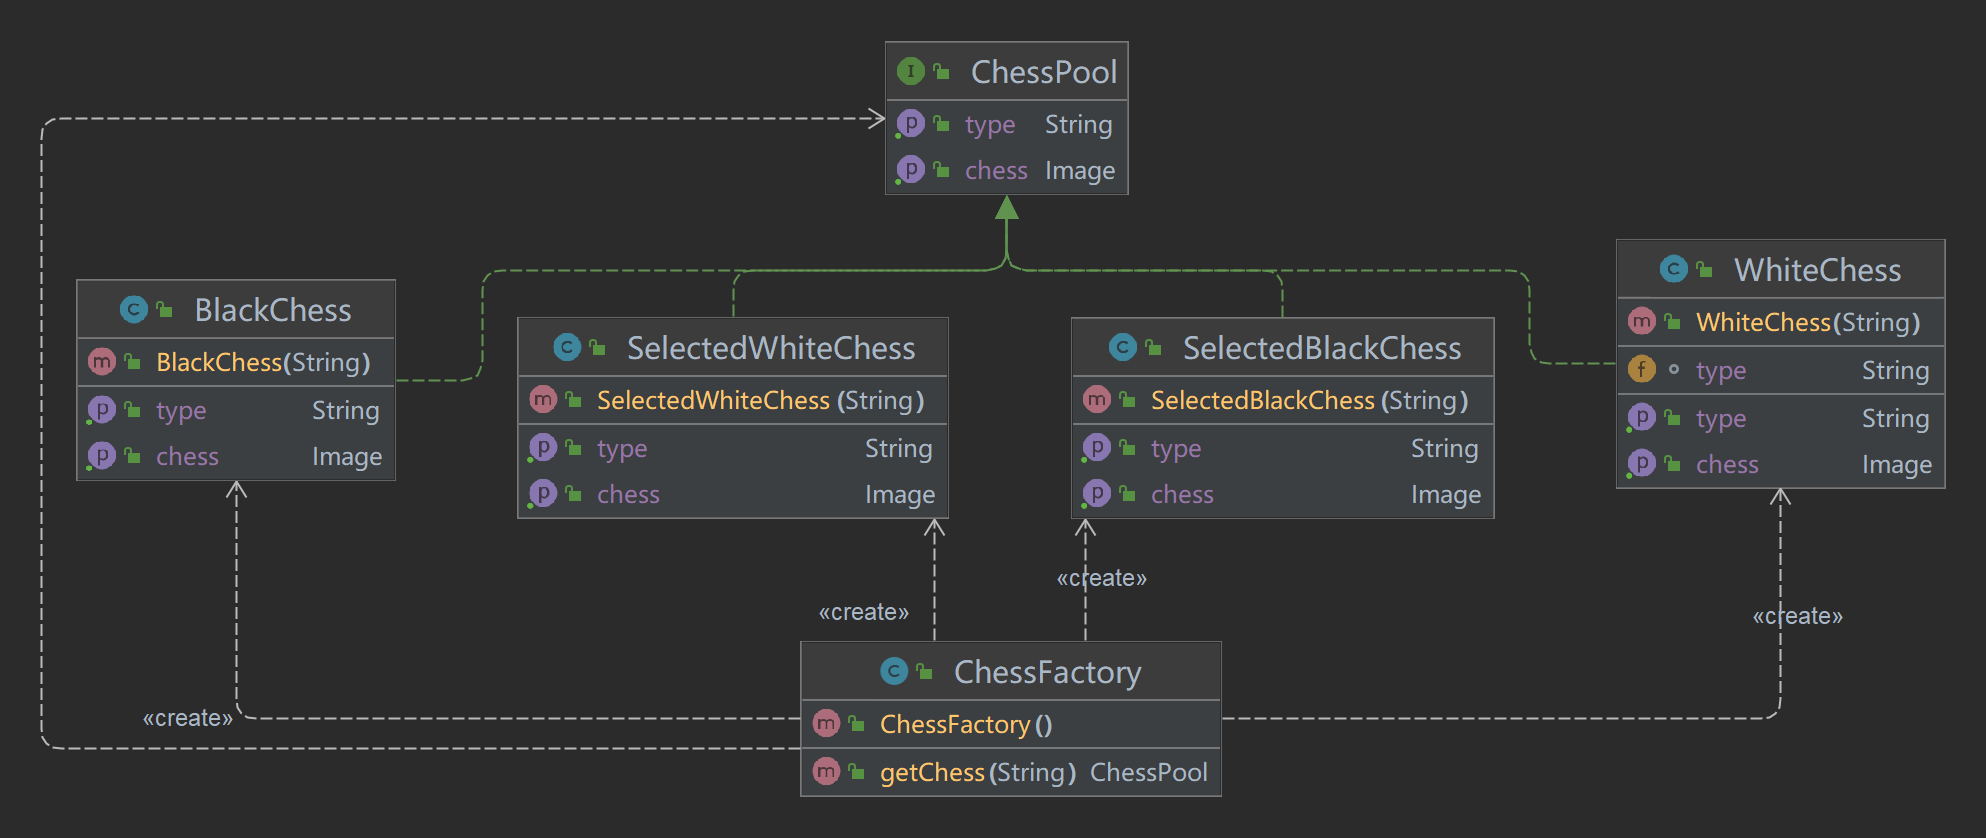 I ChessPool
p type String
p chess Image
C BlackChess
m BlackChess(String)
p type String
p chess Image
C SelectedWhiteChess
m SelectedWhiteChess (String)
p type String
p chess Image
C SelectedBlackChess
m SelectedBlackChess (String)
p type String
p chess Image
C WhiteChess
m WhiteChess(String)
f type String
p type String
p chess Image
«create»
«create»
«create»
«create»
C ChessFactory
m ChessFactory ()
m getChess (String) ChessPool